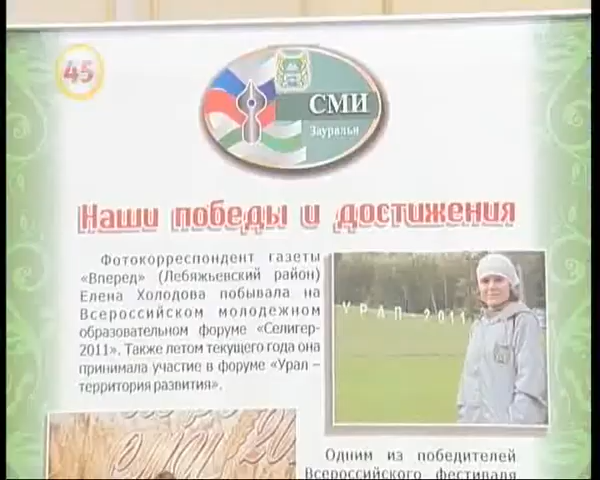 45
СМИ
Зауралья
Наши победы и достижения
Фотокорреспондент газеты
«Вперед» (Лебяжьевский район)
Елена Холодова побывала на
Всероссийском молодежном
образовательном форуме «Селигер-
2011». Также летом текущего года она
принимала участие в форуме «Урал –
территория развития».
УРАЛ 2011
Одним из победителей
Всероссийского фестиваля